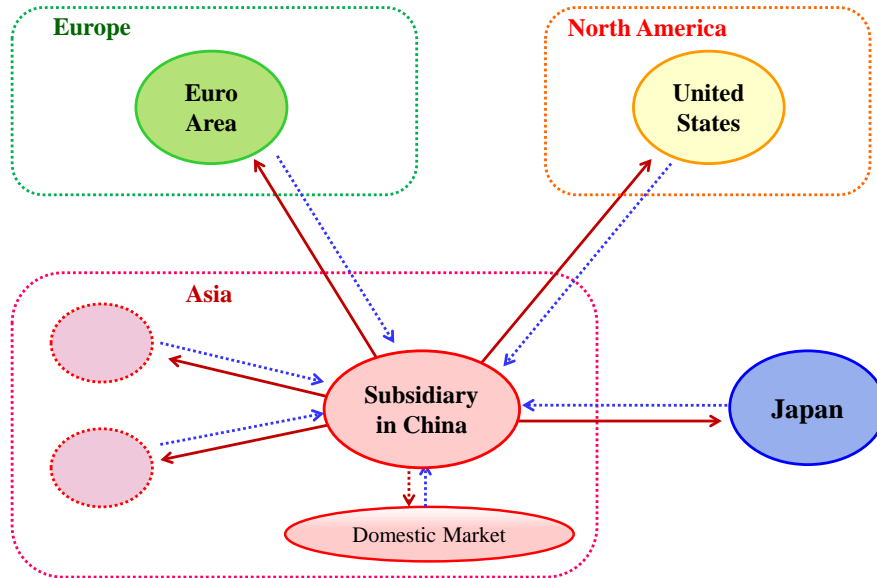 Europe
North America
Euro
Area
United
States
Asia
Subsidiary
in China
Japan
Domestic Market